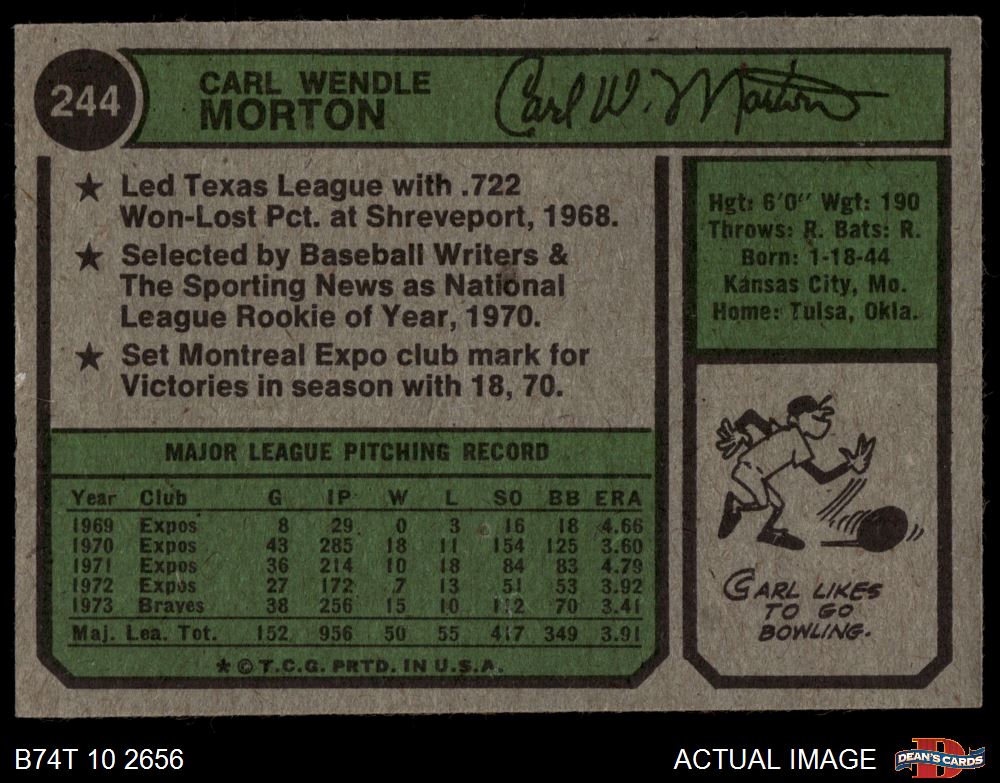 244
CARL WENDLE
MORTON
Carl W. Morton
★ Led Texas League with .722
Won-Lost Pct. at Shreveport, 1968.
★ Selected by Baseball Writers &
The Sporting News as National
League Rookie of Year, 1970.
★ Set Montreal Expo club mark for
Victories in season with 18, 70.
Hgt: 6'0" Wgt: 190
Throws: R. Bats: R.
Born: 1-18-44
Kansas City, Mo.
Home: Tulsa, Okla.
MAJOR LEAGUE PITCHING RECORD
Year Club G IP W L SO BB ERA
1969 Expos 8 29 0 3 16 18 4.66
1970 Expos 43 285 18 11 154 125 3.60
1971 Expos 36 214 10 18 84 83 4.79
1972 Expos 27 172 7 13 51 53 3.92
1973 Braves 38 256 15 10 112 70 3.41
Maj. Lea. Tot. 152 956 50 55 417 349 3.91
★ © T.C.G. PRTD. IN U.S.A.
CARL LIKES
TO GO
BOWLING.
B74T 10 2656
ACTUAL IMAGE
D
DEAN'S CARDS